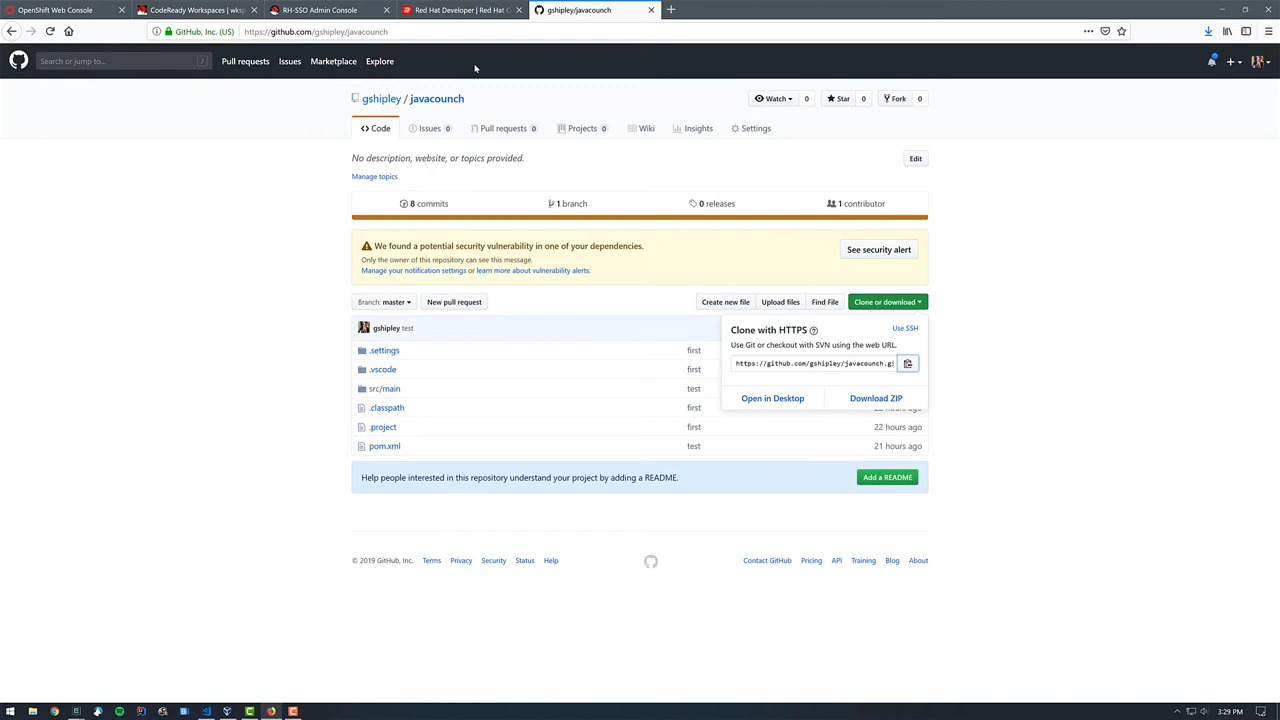 OpenShift Web Console
CodeReady Workspaces | wksp
RH-SSO Admin Console
Red Hat Developer | Red Hat C
gshipley/javacounch
GitHub, Inc. (US)
https://github.com/gshipley/javacounch
Search or jump to...
/
Pull requests
Issues
Marketplace
Explore
gshipley / javacounch
Watch 0
Star 0
Fork 0
Code
Issues 0
Pull requests 0
Projects 0
Wiki
Insights
Settings
No description, website, or topics provided.
Edit
Manage topics
8 commits
1 branch
0 releases
1 contributor
We found a potential security vulnerability in one of your dependencies.
Only the owner of this repository can see this message.
Manage your notification settings or learn more about vulnerability alerts.
See security alert
Branch: master
New pull request
Create new file
Upload files
Find File
Clone or download
gshipley test
Clone with HTTPS
Use SSH
Use Git or checkout with SVN using the web URL.
https://github.com/gshipley/javacounch.gi
Open in Desktop
Download ZIP
.settings first
.vscode first
src/main test
.classpath first 22 hours ago
.project first 22 hours ago
pom.xml test 21 hours ago
Help people interested in this repository understand your project by adding a README.
Add a README
© 2019 GitHub, Inc.
Terms
Privacy
Security
Status
Help
Contact GitHub
Pricing
API
Training
Blog
About
3:29 PM